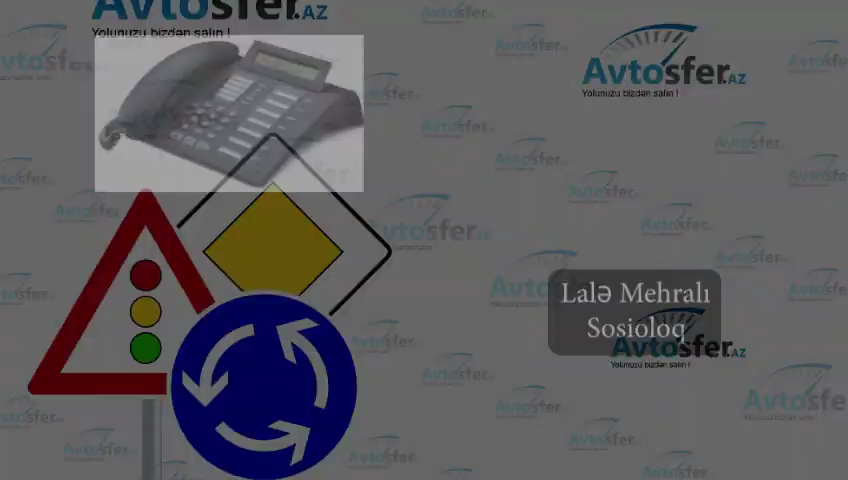 Avtosfer.AZ
Yolunuzu bizdən salın !
Avtosfer.AZ
Yolunuzu bizdən salın !
Lalə Mehralı
Sosioloq
Avtosfer.AZ
Yolunuzu bizdən salın !